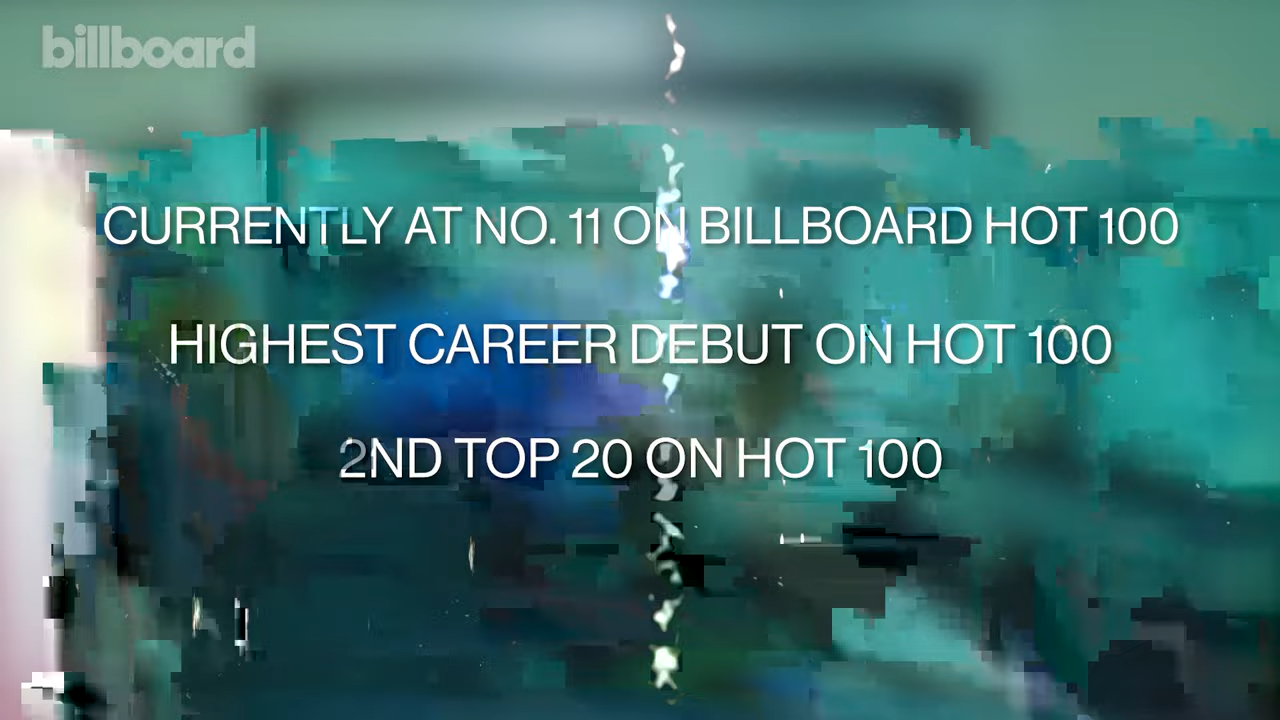 billboard
CURRENTLY AT NO. 11 ON BILLBOARD HOT 100
HIGHEST CAREER DEBUT ON HOT 100
2ND TOP 20 ON HOT 100